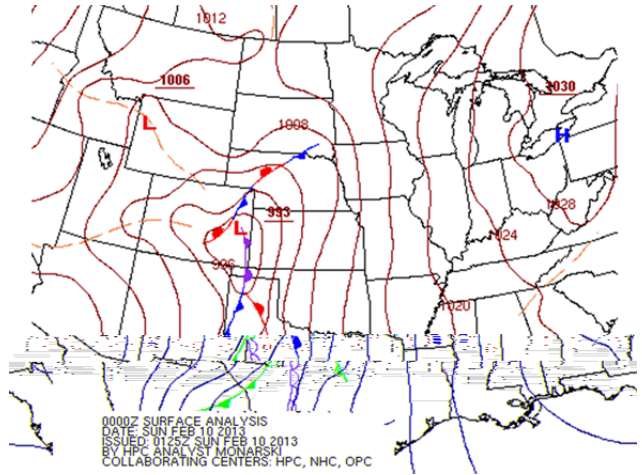 1012
1006
1030
L
1008
H
993
1028
L
1024
996
1020
0000Z SURFACE ANALYSIS
DATE: SUN FEB 10 2013
ISSUED: 0125Z SUN FEB 10 2013
BY HPC ANALYST MONARSKI
COLLABORATING CENTERS: HPC, NHC, OPC